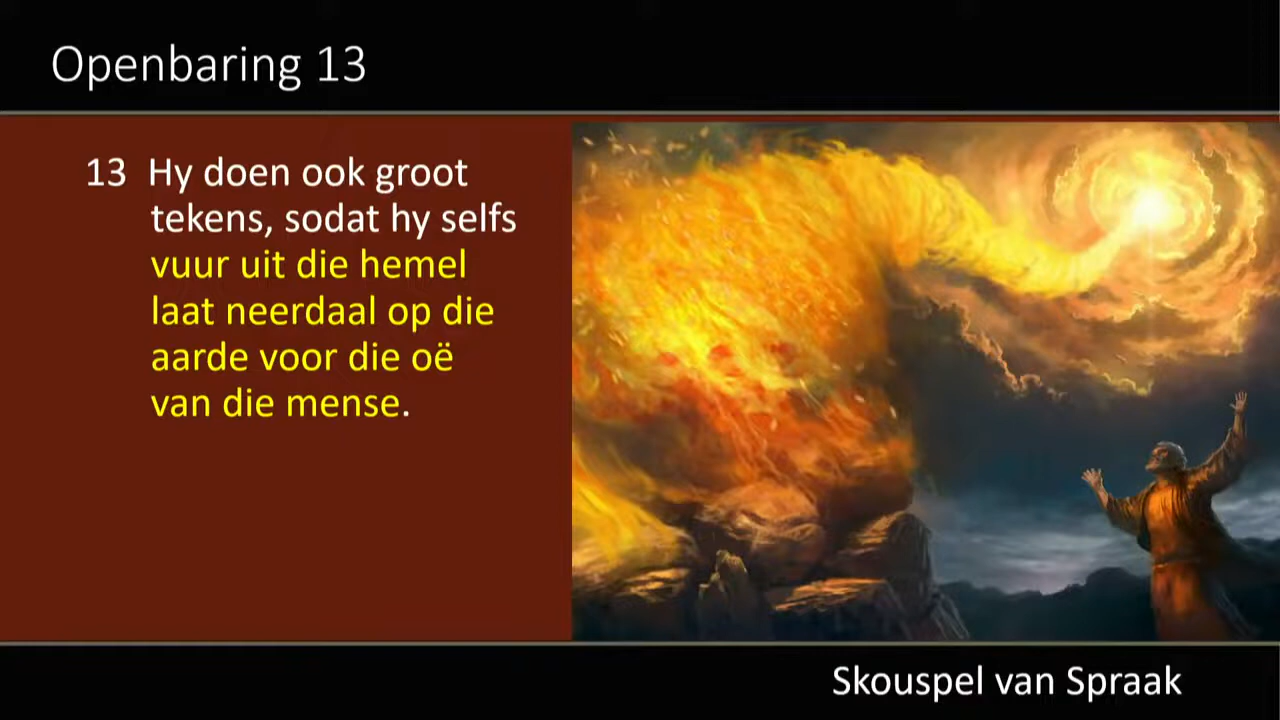 Openbaring 13
13 Hy doen ook groot
tekens, sodat hy selfs
vuur uit die hemel
laat neerdaal op die
aarde voor die oë
van die mense.
Skouspel van Spraak